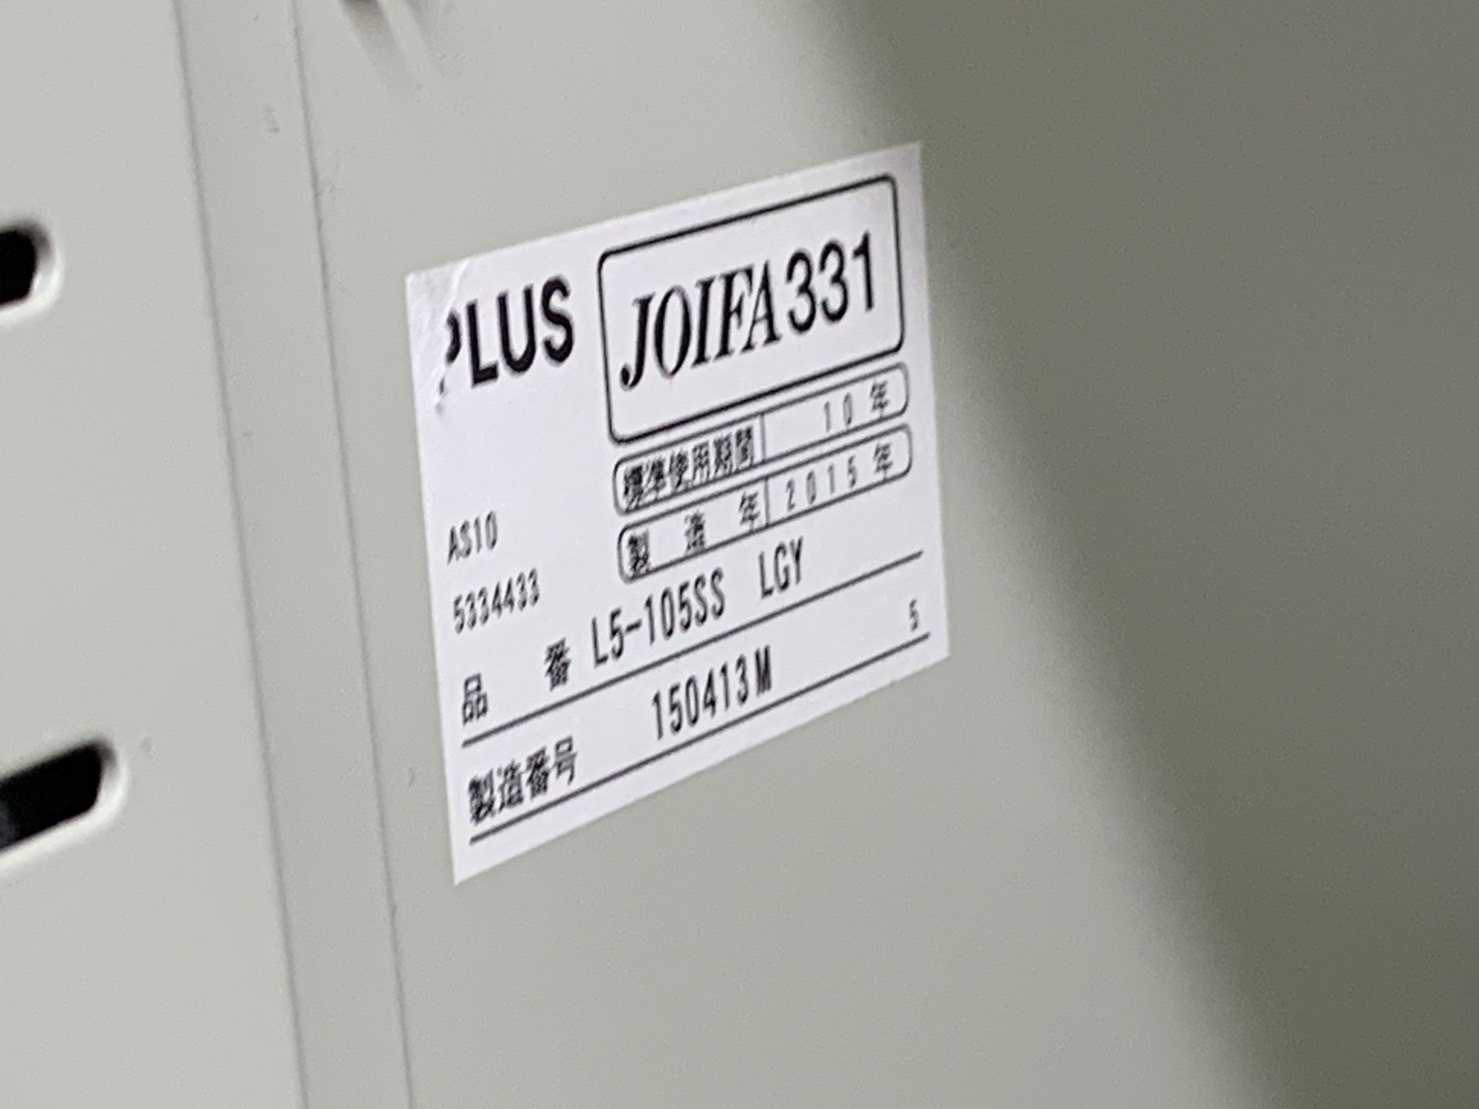 PLUS
JOIFA331
標準使用期間 10年
製造年 2015年
AS10
5334433
品番 L5-105SS LGY
5
製造番号 150413M